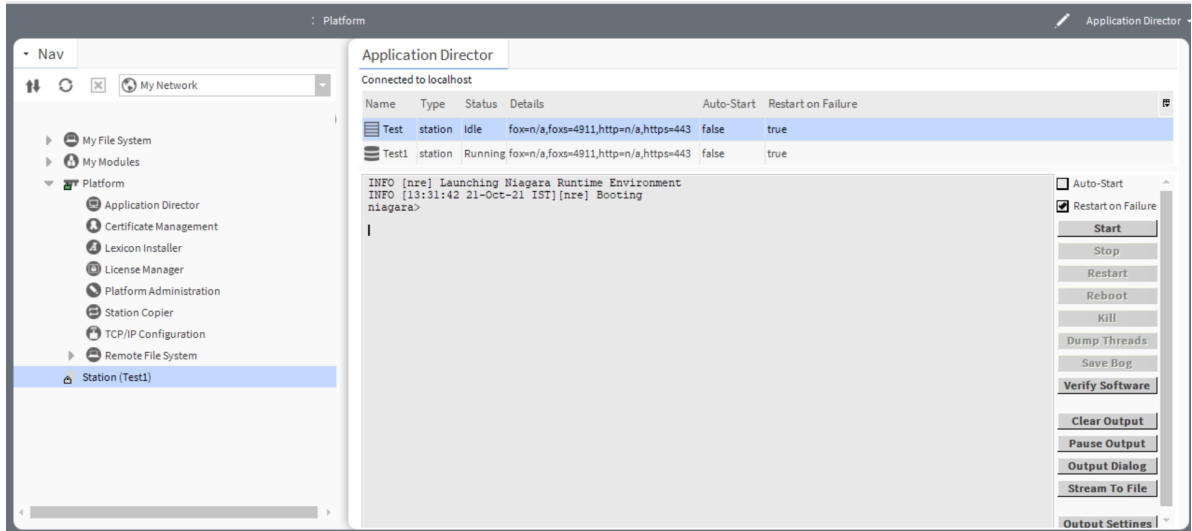 : Platform
Application Director
Nav
My Network
My File System
My Modules
Platform
Application Director
Certificate Management
Lexicon Installer
License Manager
Platform Administration
Station Copier
TCP/IP Configuration
Remote File System
Station (Test1)
Application Director
Connected to localhost
Name Type Status Details Auto-Start Restart on Failure
Test station Idle fox=n/a,foxs=4911,http=n/a,https=443 false true
Test1 station Running fox=n/a,foxs=4911,http=n/a,https=443 false true
INFO [nre] Launching Niagara Runtime Environment
INFO [13:31:42 21-Oct-21 IST][nre] Booting
niagara>
Auto-Start
Restart on Failure
Start
Stop
Restart
Reboot
Kill
Dump Threads
Save Bog
Verify Software
Clear Output
Pause Output
Output Dialog
Stream To File
Output Settings